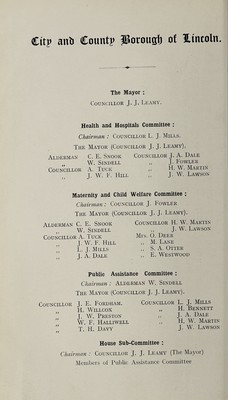 City and County Borough of Lincoln.
The Mayor :
Councillor J. J. Leamy.
Health and Hospitals Committee :
Chairman : Councillor L. J. Mills.
The Mayor (Councillor J. J. Leamy).
Alderman C. E. Snook Councillor J. A. Dale
,, W. Sindell ,, J. Fowler
Councillor A. Tuck ,, H. W. Martin
,, J. W. F. Hill ,, J. W. Lawson
Maternity and Child Welfare Committee :
Chairman : Councillor J. Fowler
The Mayor (Councillor J. J. Leamy).
Alderman C. E. Snook Councillor H. W. Martin
,, W. Sindell ,, J. W. Lawson
Councillor A. Tuck Mrs. O. Deer
,, J. W. F. Hill ,, M. Lane
,, L. J. Mills ,, S. A. Otter
,, J. A. Dale ,, E. Westwood
Public Assistance Committee :
Chairman : Alderman W. Sindell
The Mayor (Councillor J. J. Leamy).
Councillor J. E. Fordham. Councillor L. J. Mills
,, H. Willcox ,, H. Bennett
,, J. W. Preston ,, J. A. Dale
,, W. F. Halliwell ,, H. W. Martin
,, T. H. Davy ,, J. W. Lawson
House Sub-Committee :
Chairman : Councillor J. J. Leamy (The Mayor)
Members of Public Assistance Committee